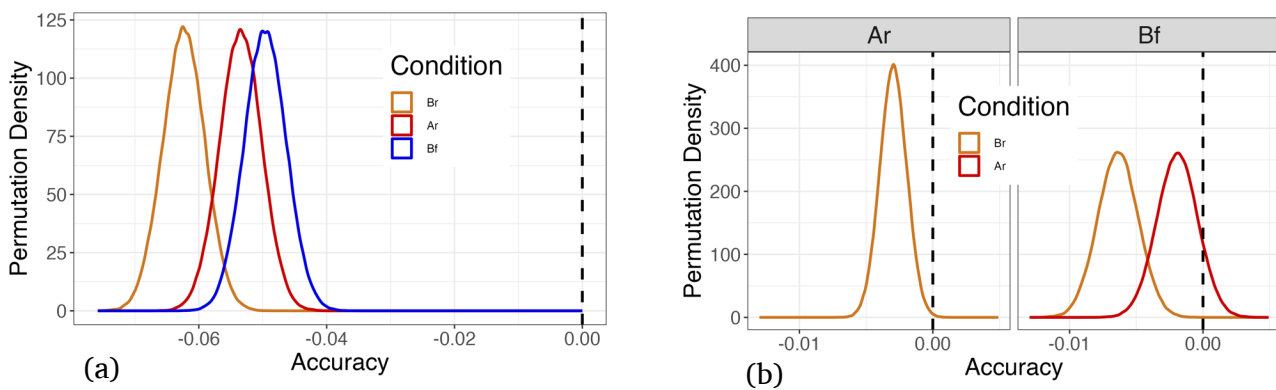 125
100
75
50
25
0
Permutation Density
Condition
Br
Ar
Bf
-0.06
-0.04
-0.02
0.00
Accuracy
(a)
Ar
Bf
400
300
200
100
0
Permutation Density
Condition
Br
Ar
-0.01
0.00
-0.01
0.00
Accuracy
(b)